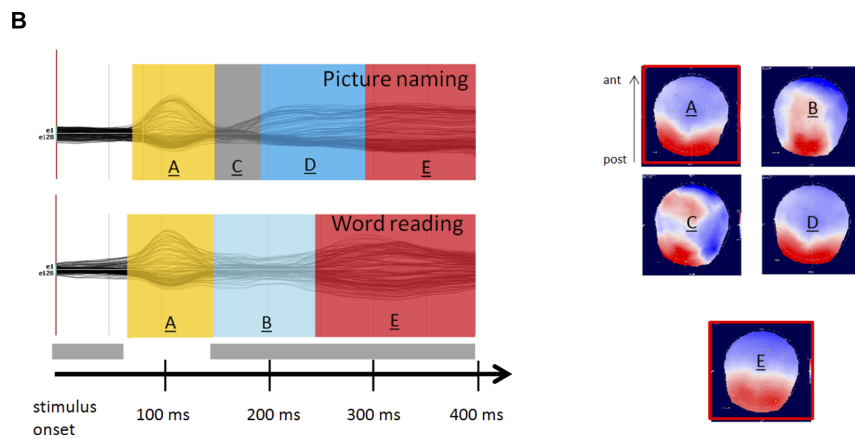 B
Picture naming
e1
e128
A
C
D
E
Word reading
e1
e128
A
B
E
stimulus
onset
100 ms
200 ms
300 ms
400 ms
ant
post
A
B
C
D
E